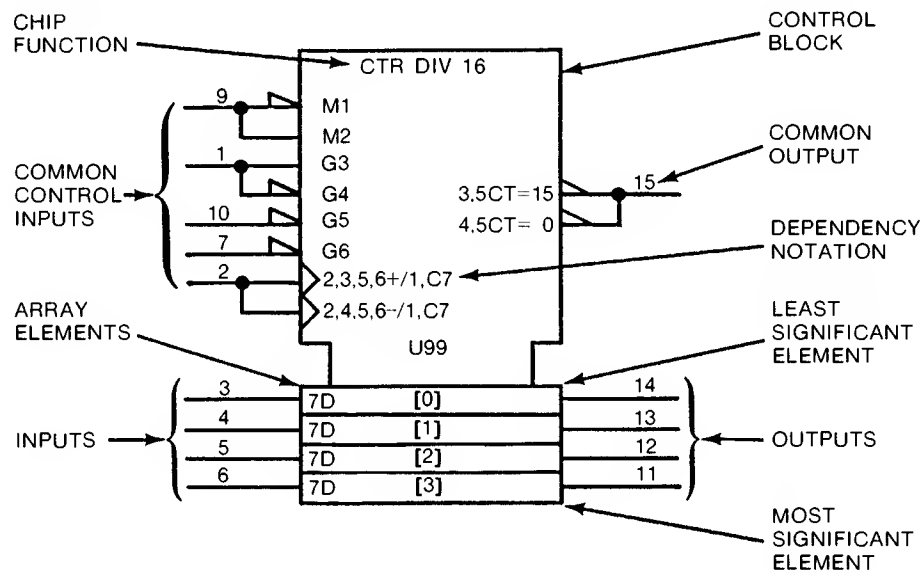 CHIP
FUNCTION
CTR DIV 16
CONTROL
BLOCK
9
M1
M2
1
G3
G4
10
G5
7
G6
2
2,3,5,6+/1,C7
2,4,5,6–/1,C7
COMMON
CONTROL
INPUTS
3.5CT=15
4.5CT= 0
15
COMMON
OUTPUT
DEPENDENCY
NOTATION
U99
ARRAY
ELEMENTS
LEAST
SIGNIFICANT
ELEMENT
INPUTS
3
7D
[0]
14
4
7D
[1]
13
5
7D
[2]
12
6
7D
[3]
11
OUTPUTS
MOST
SIGNIFICANT
ELEMENT